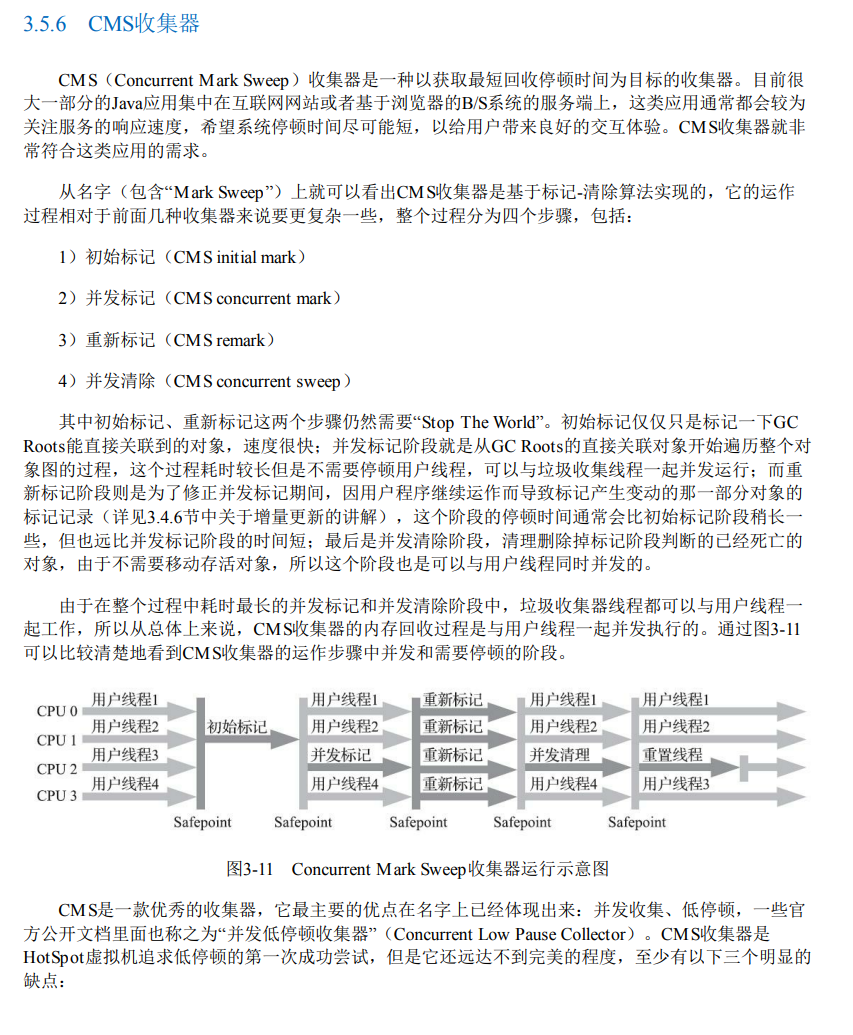 3.5.6 CMS收集器
CMS（Concurrent Mark Sweep）收集器是一种以获取最短回收停顿时间为目标的收集器。目前很
大一部分的Java应用集中在互联网网站或者基于浏览器的B/S系统的服务端上，这类应用通常都会较为
关注服务的响应速度，希望系统停顿时间尽可能短，以给用户带来良好的交互体验。CMS收集器就非
常符合这类应用的需求。
从名字（包含“Mark Sweep”）上就可以看出CMS收集器是基于标记-清除算法实现的，它的运作
过程相对于前面几种收集器来说要更复杂一些，整个过程分为四个步骤，包括：
1）初始标记（CMS initial mark）
2）并发标记（CMS concurrent mark）
3）重新标记（CMS remark）
4）并发清除（CMS concurrent sweep）
其中初始标记、重新标记这两个步骤仍然需要“Stop The World”。初始标记仅仅只是标记一下GC
Roots能直接关联到的对象，速度很快；并发标记阶段就是从GC Roots的直接关联对象开始遍历整个对
象图的过程，这个过程耗时较长但是不需要停顿用户线程，可以与垃圾收集线程一起并发运行；而重
新标记阶段则是为了修正并发标记期间，因用户程序继续运作而导致标记产生变动的那一部分对象的
标记记录（详见3.4.6节中关于增量更新的讲解），这个阶段的停顿时间通常会比初始标记阶段稍长一
些，但也远比并发标记阶段的时间短；最后是并发清除阶段，清理删除掉标记阶段判断的已经死亡的
对象，由于不需要移动存活对象，所以这个阶段也是可以与用户线程同时并发的。
由于在整个过程中耗时最长的并发标记和并发清除阶段中，垃圾收集器线程都可以与用户线程一
起工作，所以从总体上来说，CMS收集器的内存回收过程是与用户线程一起并发执行的。通过图3-11
可以比较清楚地看到CMS收集器的运作步骤中并发和需要停顿的阶段。
CPU 0 用户线程1 用户线程1 重新标记 用户线程1 用户线程1
CPU 1 用户线程2 初始标记 用户线程2 重新标记 用户线程2 用户线程2
CPU 2 用户线程3 并发标记 重新标记 并发清理 重置线程
CPU 3 用户线程4 用户线程4 重新标记 用户线程4 用户线程3
Safepoint Safepoint Safepoint Safepoint Safepoint
图3-11 Concurrent Mark Sweep收集器运行示意图
CMS是一款优秀的收集器，它最主要的优点在名字上已经体现出来：并发收集、低停顿，一些官
方公开文档里面也称之为“并发低停顿收集器”（Concurrent Low Pause Collector）。CMS收集器是
HotSpot虚拟机追求低停顿的第一次成功尝试，但是它还远达不到完美的程度，至少有以下三个明显的
缺点：